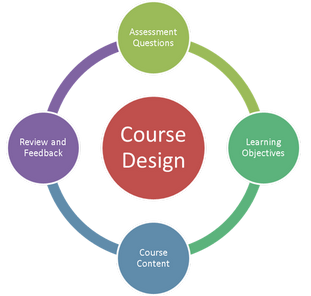 Assessment
Questions
Review and
Feedback
Course
Design
Learning
Objectives
Course
Content